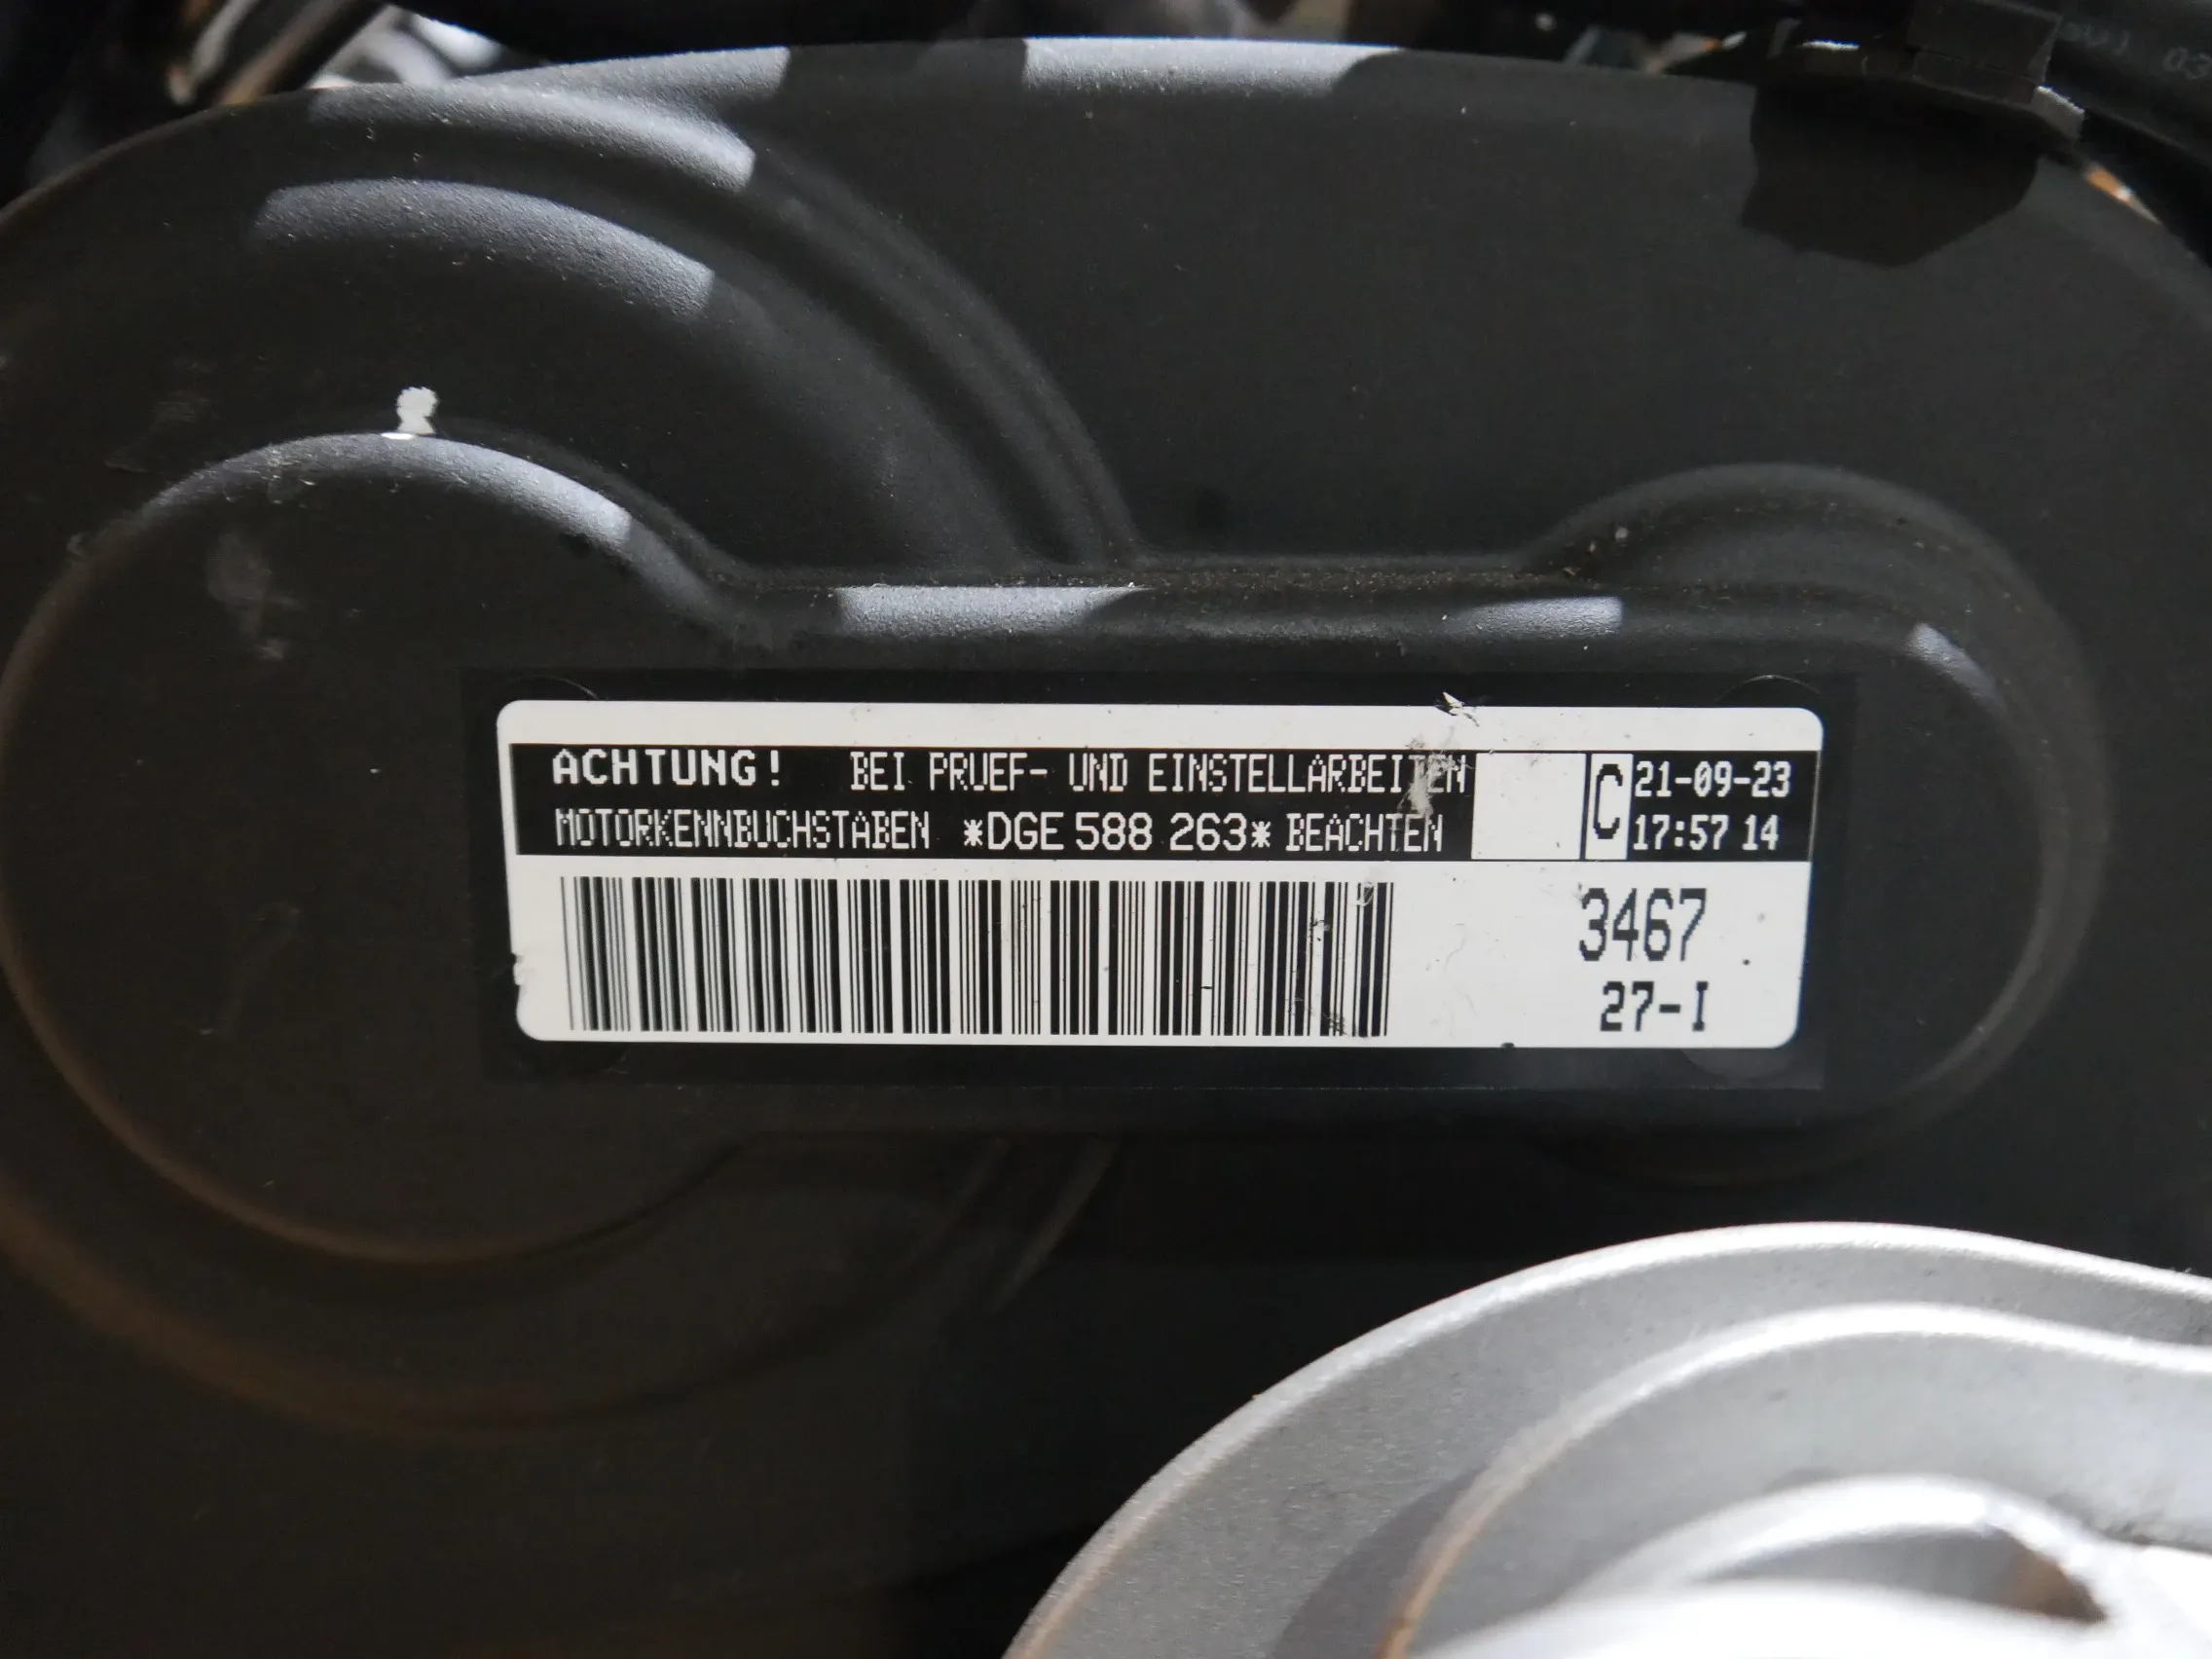 ACHTUNG! BEI PRUEF- UND EINSTELLARBEITEN
MOTORKENNBUCHSTABEN *DGE 588 263* BEACHTEN
C
21-09-23
17:57 14
3467
27-I